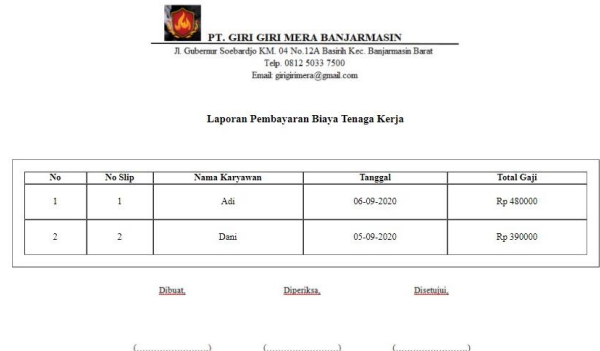 PT. GIRI GIRI MERA BANJARMASIN
Jl. Gubernur Soebardjo KM. 04 No.12A Basirih Kec. Banjarmasin Barat
Telp. 0812 5033 7500
Email: girigirimera@gmail.com
Laporan Pembayaran Biaya Tenaga Kerja
No No Slip Nama Karyawan Tanggal Total Gaji
1 1 Adi 06-09-2020 Rp 480000
2 2 Dani 05-09-2020 Rp 390000
Dibuat, Diperiksa, Disetujui,
(..........................) (..........................) (..........................)